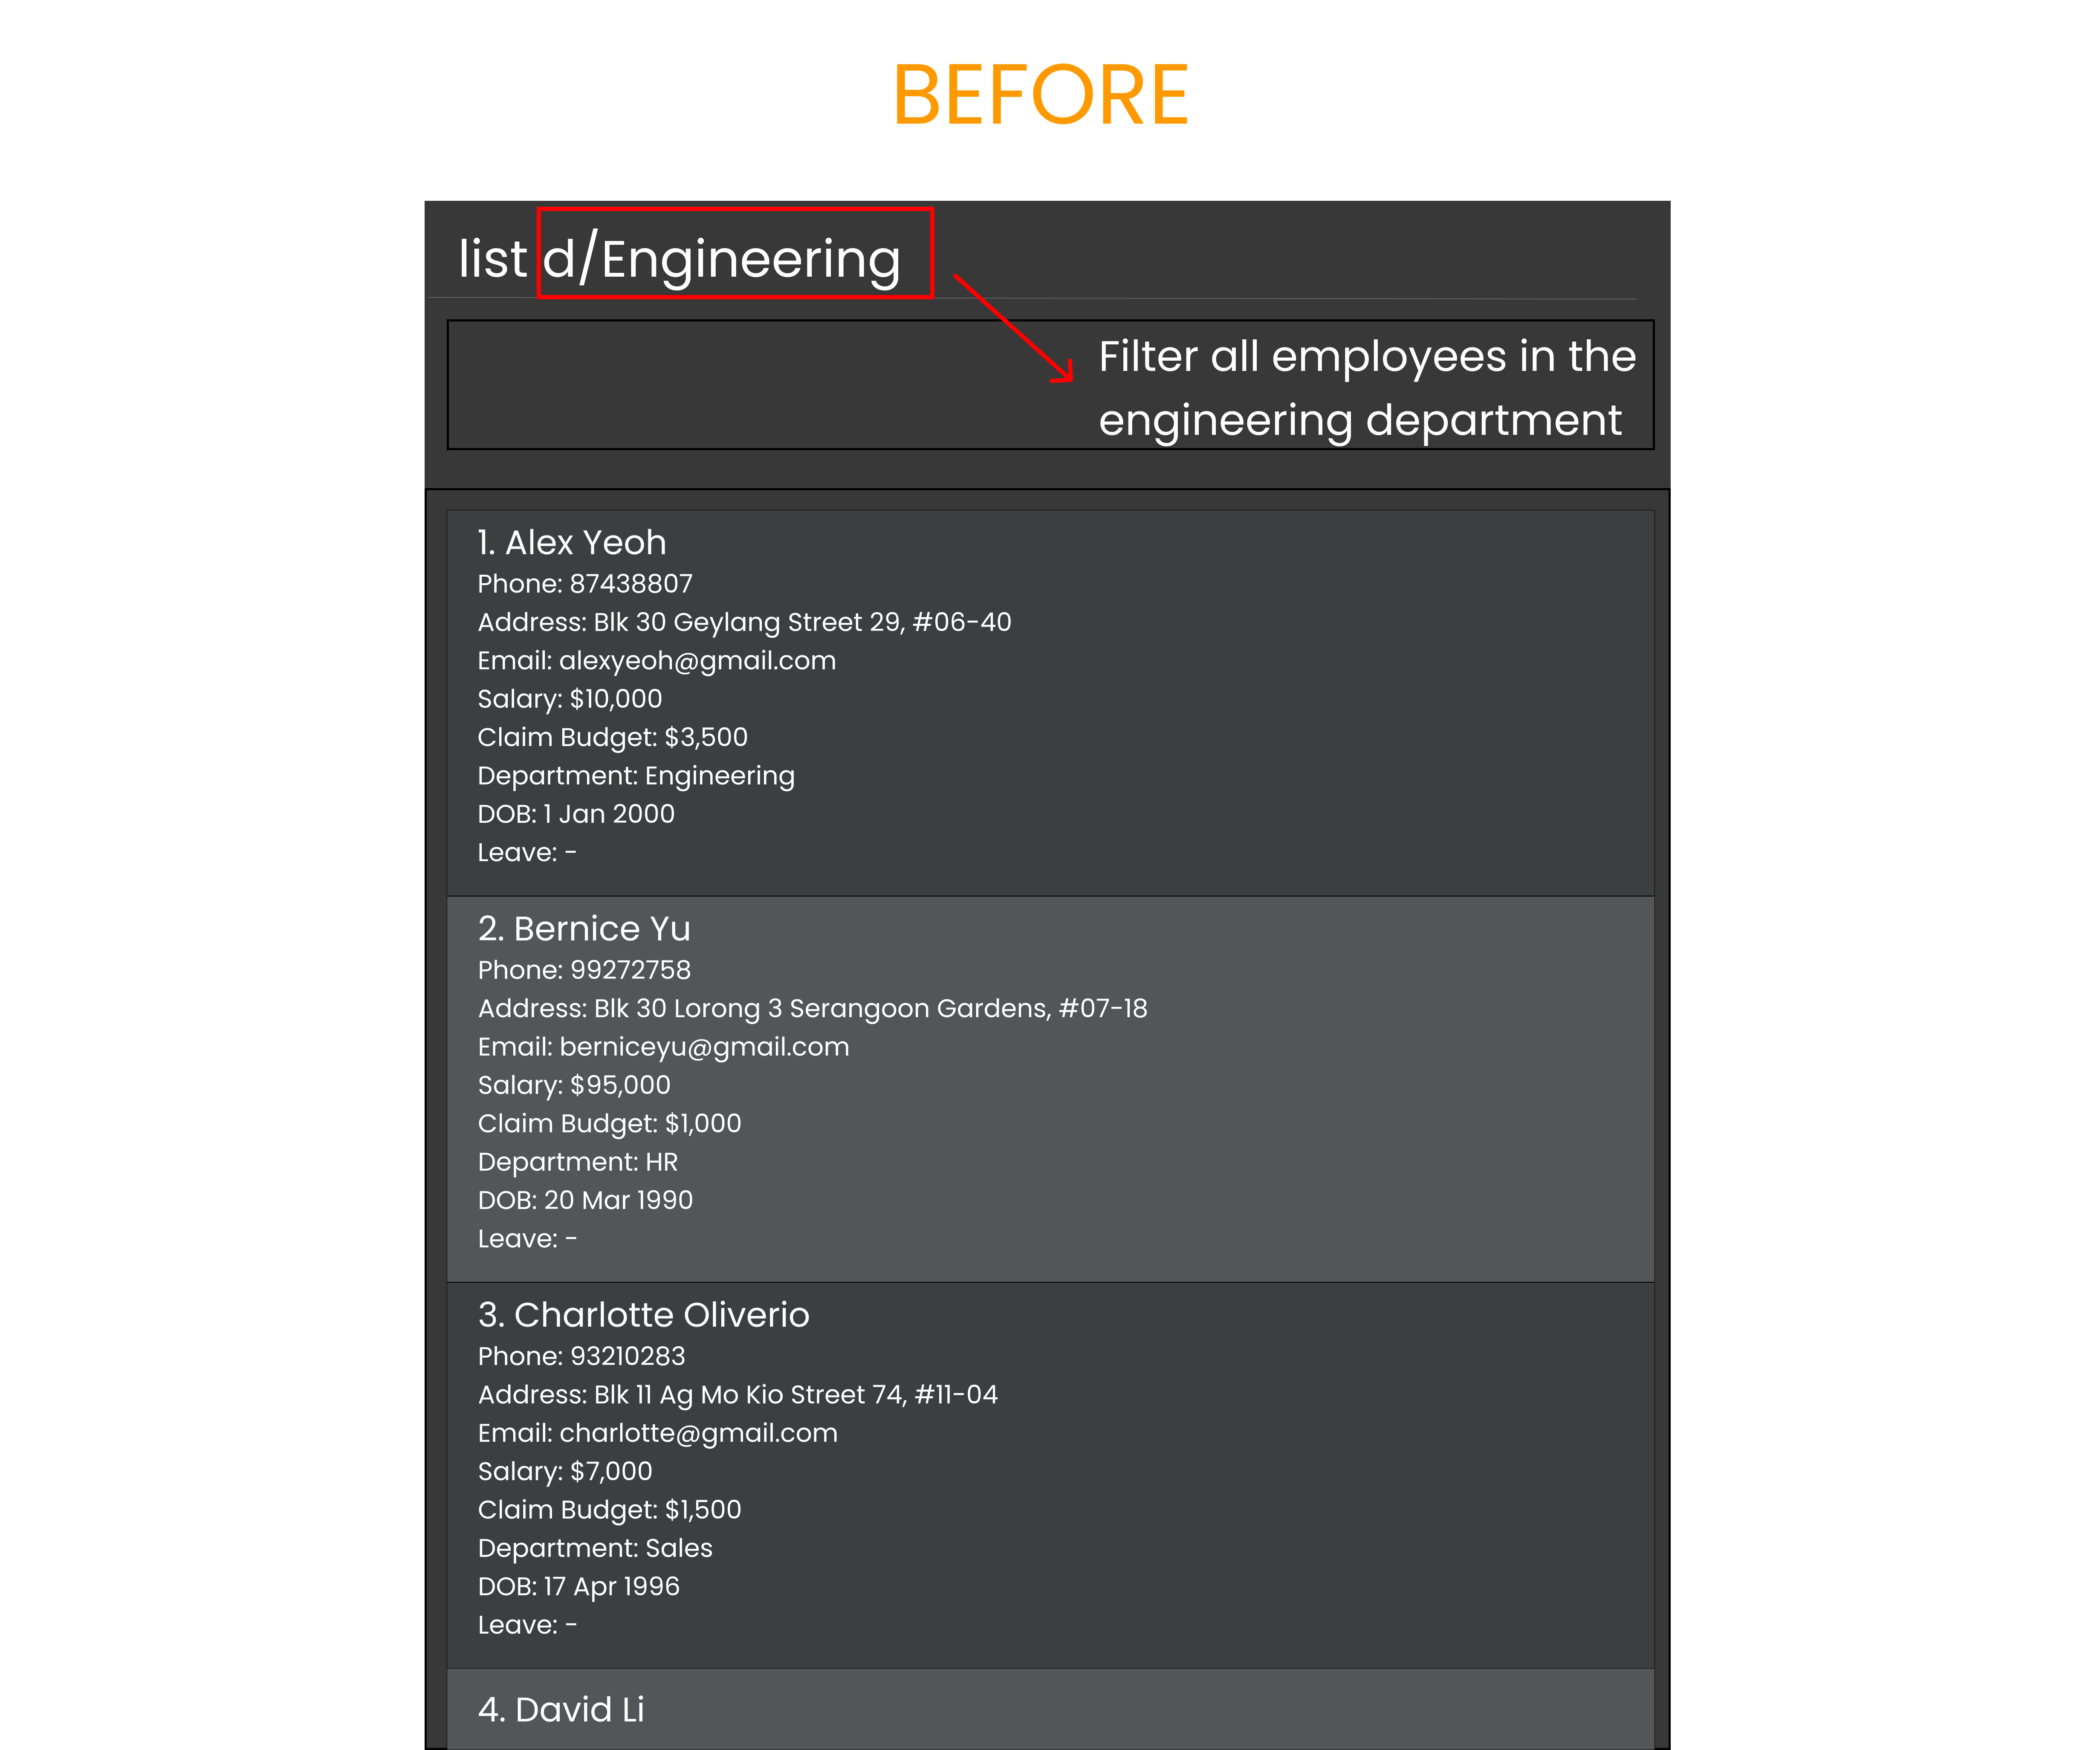 BEFORE
list d/Engineering
Filter all employees in the
engineering department
1. Alex Yeoh
Phone: 87438807
Address: Blk 30 Geylang Street 29, #06-40
Email: alexyeoh@gmail.com
Salary: $10,000
Claim Budget: $3,500
Department: Engineering
DOB: 1 Jan 2000
Leave: -
2. Bernice Yu
Phone: 99272758
Address: Blk 30 Lorong 3 Serangoon Gardens, #07-18
Email: berniceyu@gmail.com
Salary: $95,000
Claim Budget: $1,000
Department: HR
DOB: 20 Mar 1990
Leave: -
3. Charlotte Oliverio
Phone: 93210283
Address: Blk 11 Ag Mo Kio Street 74, #11-04
Email: charlotte@gmail.com
Salary: $7,000
Claim Budget: $1,500
Department: Sales
DOB: 17 Apr 1996
Leave: -
4. David Li